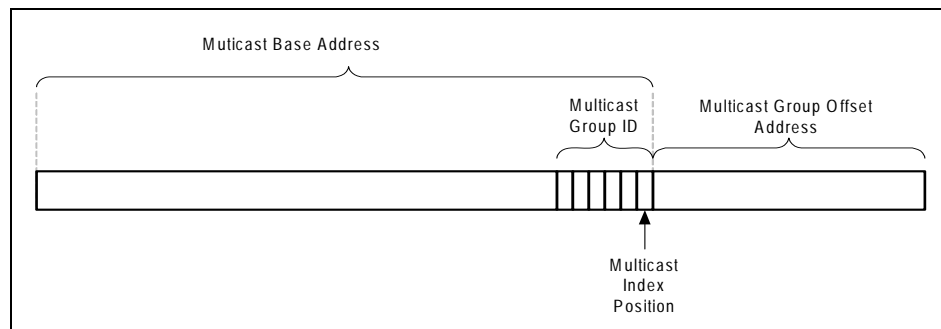 Muticast Base Address
Multicast
Group ID
Multicast Group Offset
Address
Multicast
Index
Position